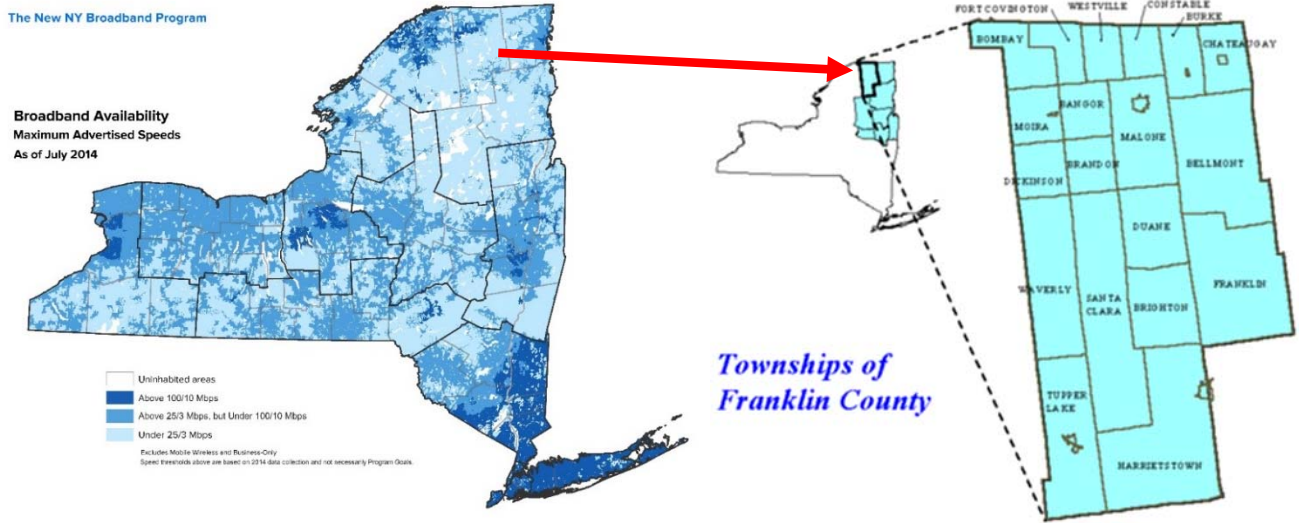 The New NY Broadband Program
Broadband Availability
Maximum Advertised Speeds
As of July 2014
Uninhabited areas
Above 100/10 Mbps
Above 25/3 Mbps, but Under 100/10 Mbps
Under 25/3 Mbps
Excludes Mobile Wireless and Business-Only
Speed thresholds above are based on 2014 data collection and not necessarily Program Goals.
FORT COVINGTON
WESTVILLE
CONSTABLE
BURKE
BOMBAY
CHATEAUGAY
BANGOR
MOIRA
MALONE
BRANDON
BELLMONT
DICKINSON
DUANE
WAVERLY
SANTA
CLARA
BRIGHTON
FRANKLIN
TUPPER
LAKE
HARRIETSTOWN
Townships of
Franklin County